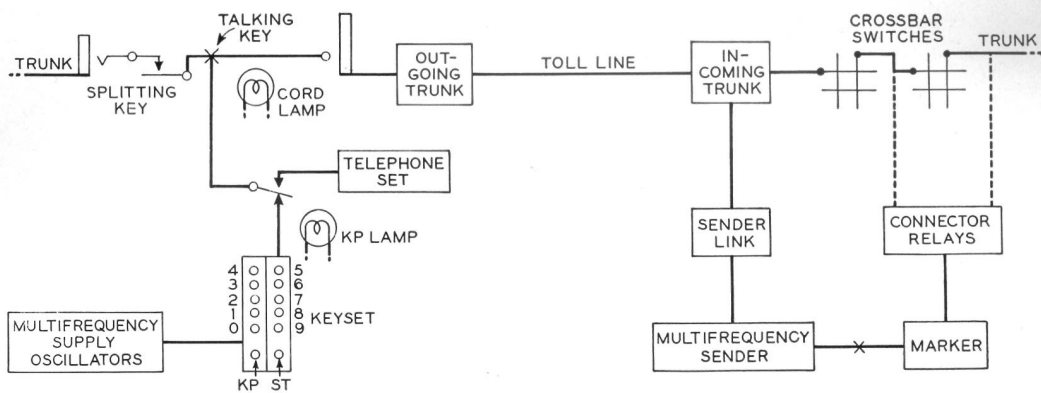 TALKING
KEY
TRUNK
SPLITTING
KEY
CORD
LAMP
OUT-
GOING
TRUNK
TOLL LINE
IN-
COMING
TRUNK
CROSSBAR
SWITCHES
TRUNK
TELEPHONE
SET
KP LAMP
SENDER
LINK
CONNECTOR
RELAYS
4 5
3 6
2 7
1 8
0 9
KEYSET
MULTIFREQUENCY
SUPPLY
OSCILLATORS
KP ST
MULTIFREQUENCY
SENDER
MARKER